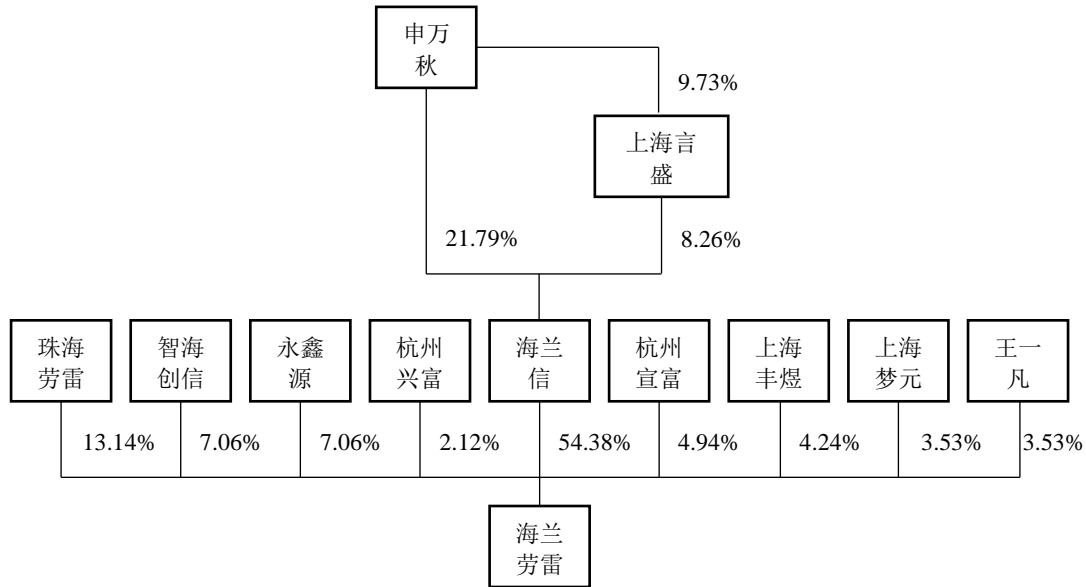 申万
秋
9.73%
上海言
盛
21.79%
8.26%
珠海
劳雷
智海
创信
永鑫
源
杭州
兴富
海兰
信
杭州
宣富
上海
丰煜
上海
梦元
王一
凡
13.14%
7.06%
7.06%
2.12%
54.38%
4.94%
4.24%
3.53%
3.53%
海兰
劳雷